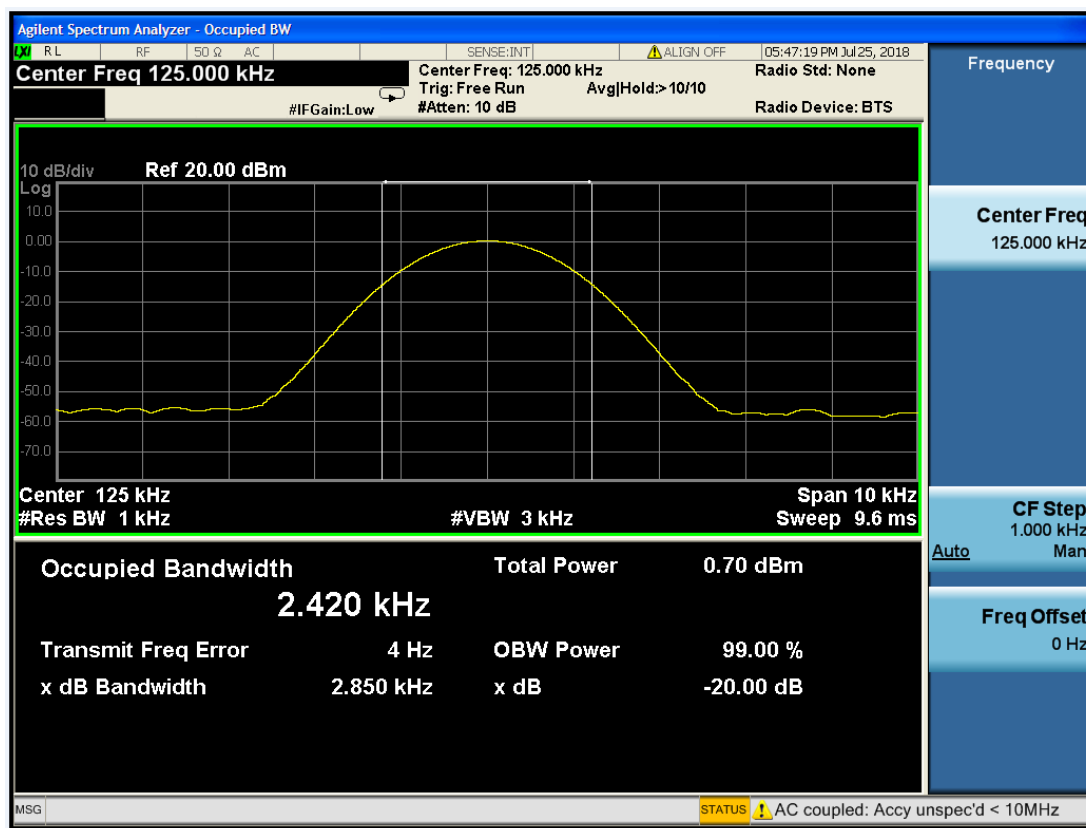 Agilent Spectrum Analyzer - Occupied BW
LXI RL RF 50 Ω AC SENSE:INT ALIGN OFF 05:47:19 PM Jul 25, 2018
Center Freq 125.000 kHz
Center Freq: 125.000 kHz Radio Std: None
Trig: Free Run Avg|Hold:>10/10
#IFGain:Low #Atten: 10 dB Radio Device: BTS
10 dB/div Ref 20.00 dBm
Log
10.0
0.00
-10.0
-20.0
-30.0
-40.0
-50.0
-60.0
-70.0
Center 125 kHz Span 10 kHz
#Res BW 1 kHz #VBW 3 kHz Sweep 9.6 ms
Occupied Bandwidth Total Power 0.70 dBm
2.420 kHz
Transmit Freq Error 4 Hz OBW Power 99.00 %
x dB Bandwidth 2.850 kHz x dB -20.00 dB
Frequency
Center Freq
125.000 kHz
CF Step
1.000 kHz
Auto Man
Freq Offset
0 Hz
MSG STATUS AC coupled: Accy unspec'd < 10MHz